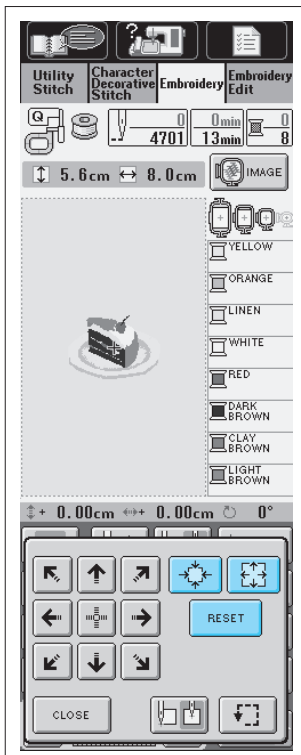 Utility Stitch
Character Decorative Stitch
Embroidery
Embroidery Edit
Q
0
4701
0min
13min
0
8
5.6cm
8.0cm
IMAGE
YELLOW
ORANGE
LINEN
WHITE
RED
DARK BROWN
CLAY BROWN
LIGHT BROWN
+ 0.00cm
+ 0.00cm
0°
RESET
CLOSE